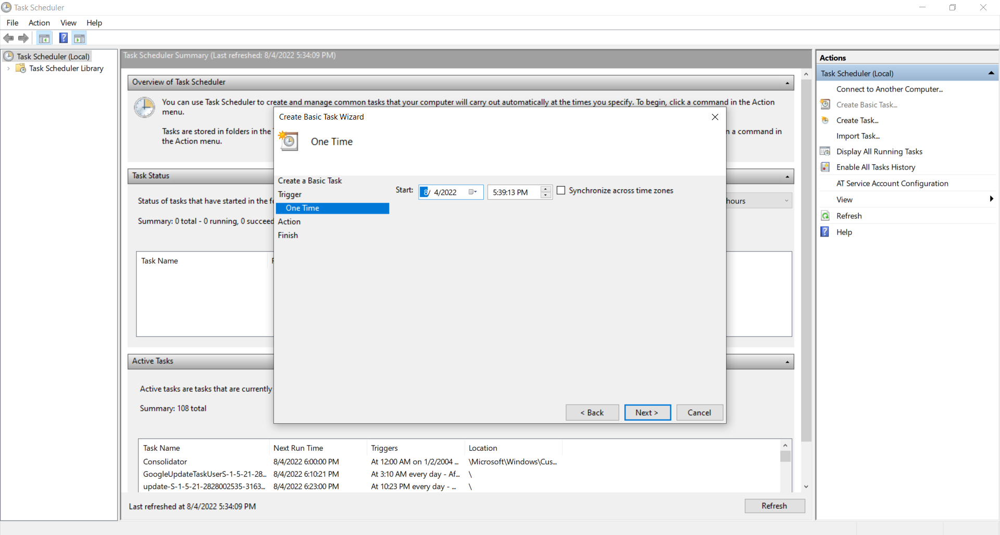 Task Scheduler
File Action View Help
Task Scheduler (Local)
Task Scheduler Library
Task Scheduler Summary (Last refreshed: 8/4/2022 5:34:09 PM)
Overview of Task Scheduler
You can use Task Scheduler to create and manage common tasks that your computer will carry out automatically at the times you specify. To begin, click a command in the Action
menu.
Tasks are stored in folders in the
a command in
the Action menu.
Task Status
Status of tasks that have started in the
hours
Summary: 0 total - 0 running, 0 succeed
Task Name
Active Tasks
Active tasks are tasks that are currently
Summary: 108 total
Task Name Next Run Time Triggers Location
Consolidator 8/4/2022 6:00:00 PM At 12:00 AM on 1/2/2004 ... \Microsoft\Windows\Cus...
GoogleUpdateTaskUserS-1-5-21-28... 8/4/2022 6:10:21 PM At 3:10 AM every day - Af... \
update-S-1-5-21-2828002535-3163... 8/4/2022 6:23:00 PM At 10:23 PM every day - ... \
Last refreshed at 8/4/2022 5:34:09 PM
Refresh
Create Basic Task Wizard
One Time
Create a Basic Task
Trigger
One Time
Action
Finish
Start: 8/ 4/2022 5:39:13 PM Synchronize across time zones
< Back Next > Cancel
Actions
Task Scheduler (Local)
Connect to Another Computer...
Create Basic Task...
Create Task...
Import Task...
Display All Running Tasks
Enable All Tasks History
AT Service Account Configuration
View
Refresh
Help